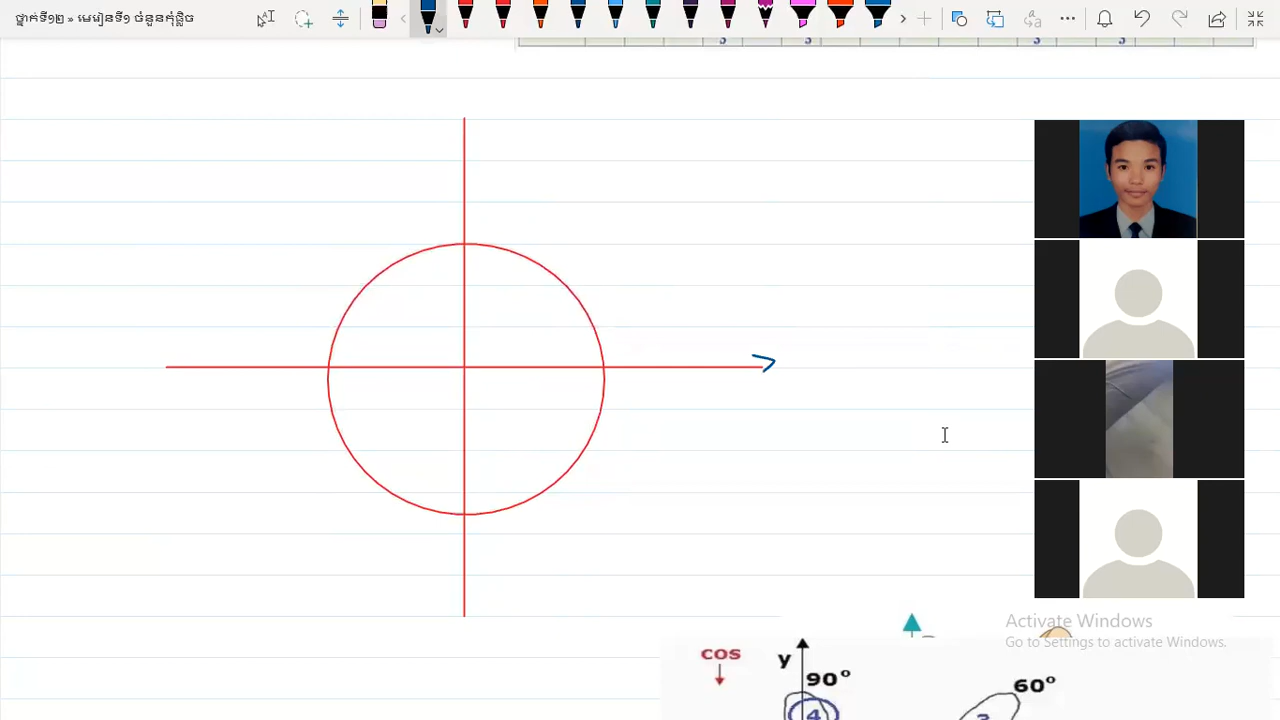 ថ្នាក់ទី១២ » មេរៀនទី១ ចំនួនកុំផ្លិច
Activate Windows
Go to Settings to activate Windows.
cos
y
90°
60°
4